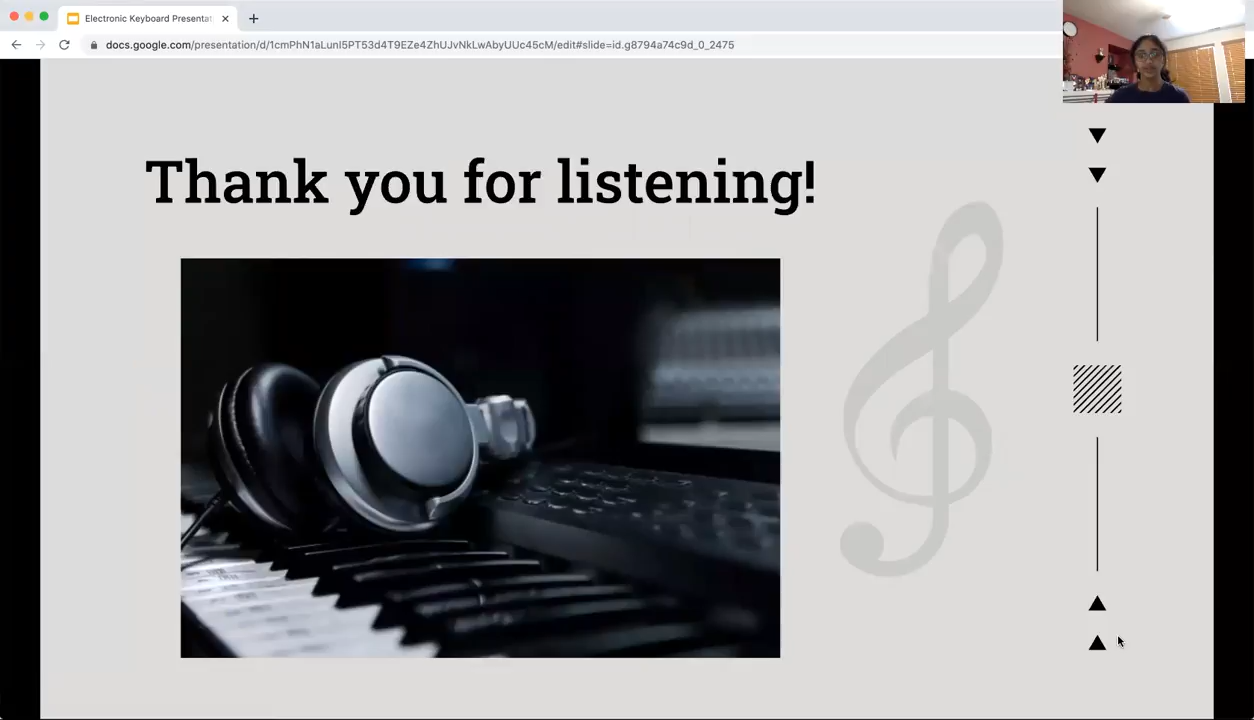 Electronic Keyboard Presentat
docs.google.com/presentation/d/1cmPhN1aLunI5PT53d4T9EZe4ZhUJvNkLwAbyUUc45cM/edit#slide=id.g8794a74c9d_0_2475
Thank you for listening!